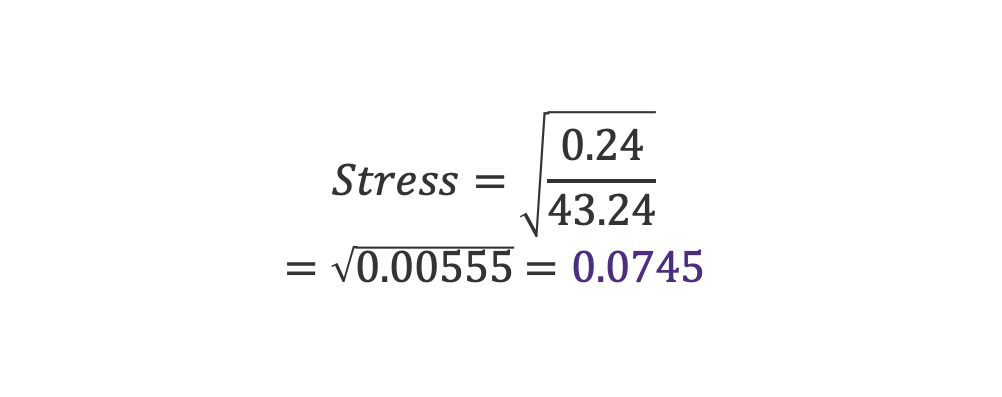 Stress = √(0.24/43.24)
= √0.00555 = 0.0745